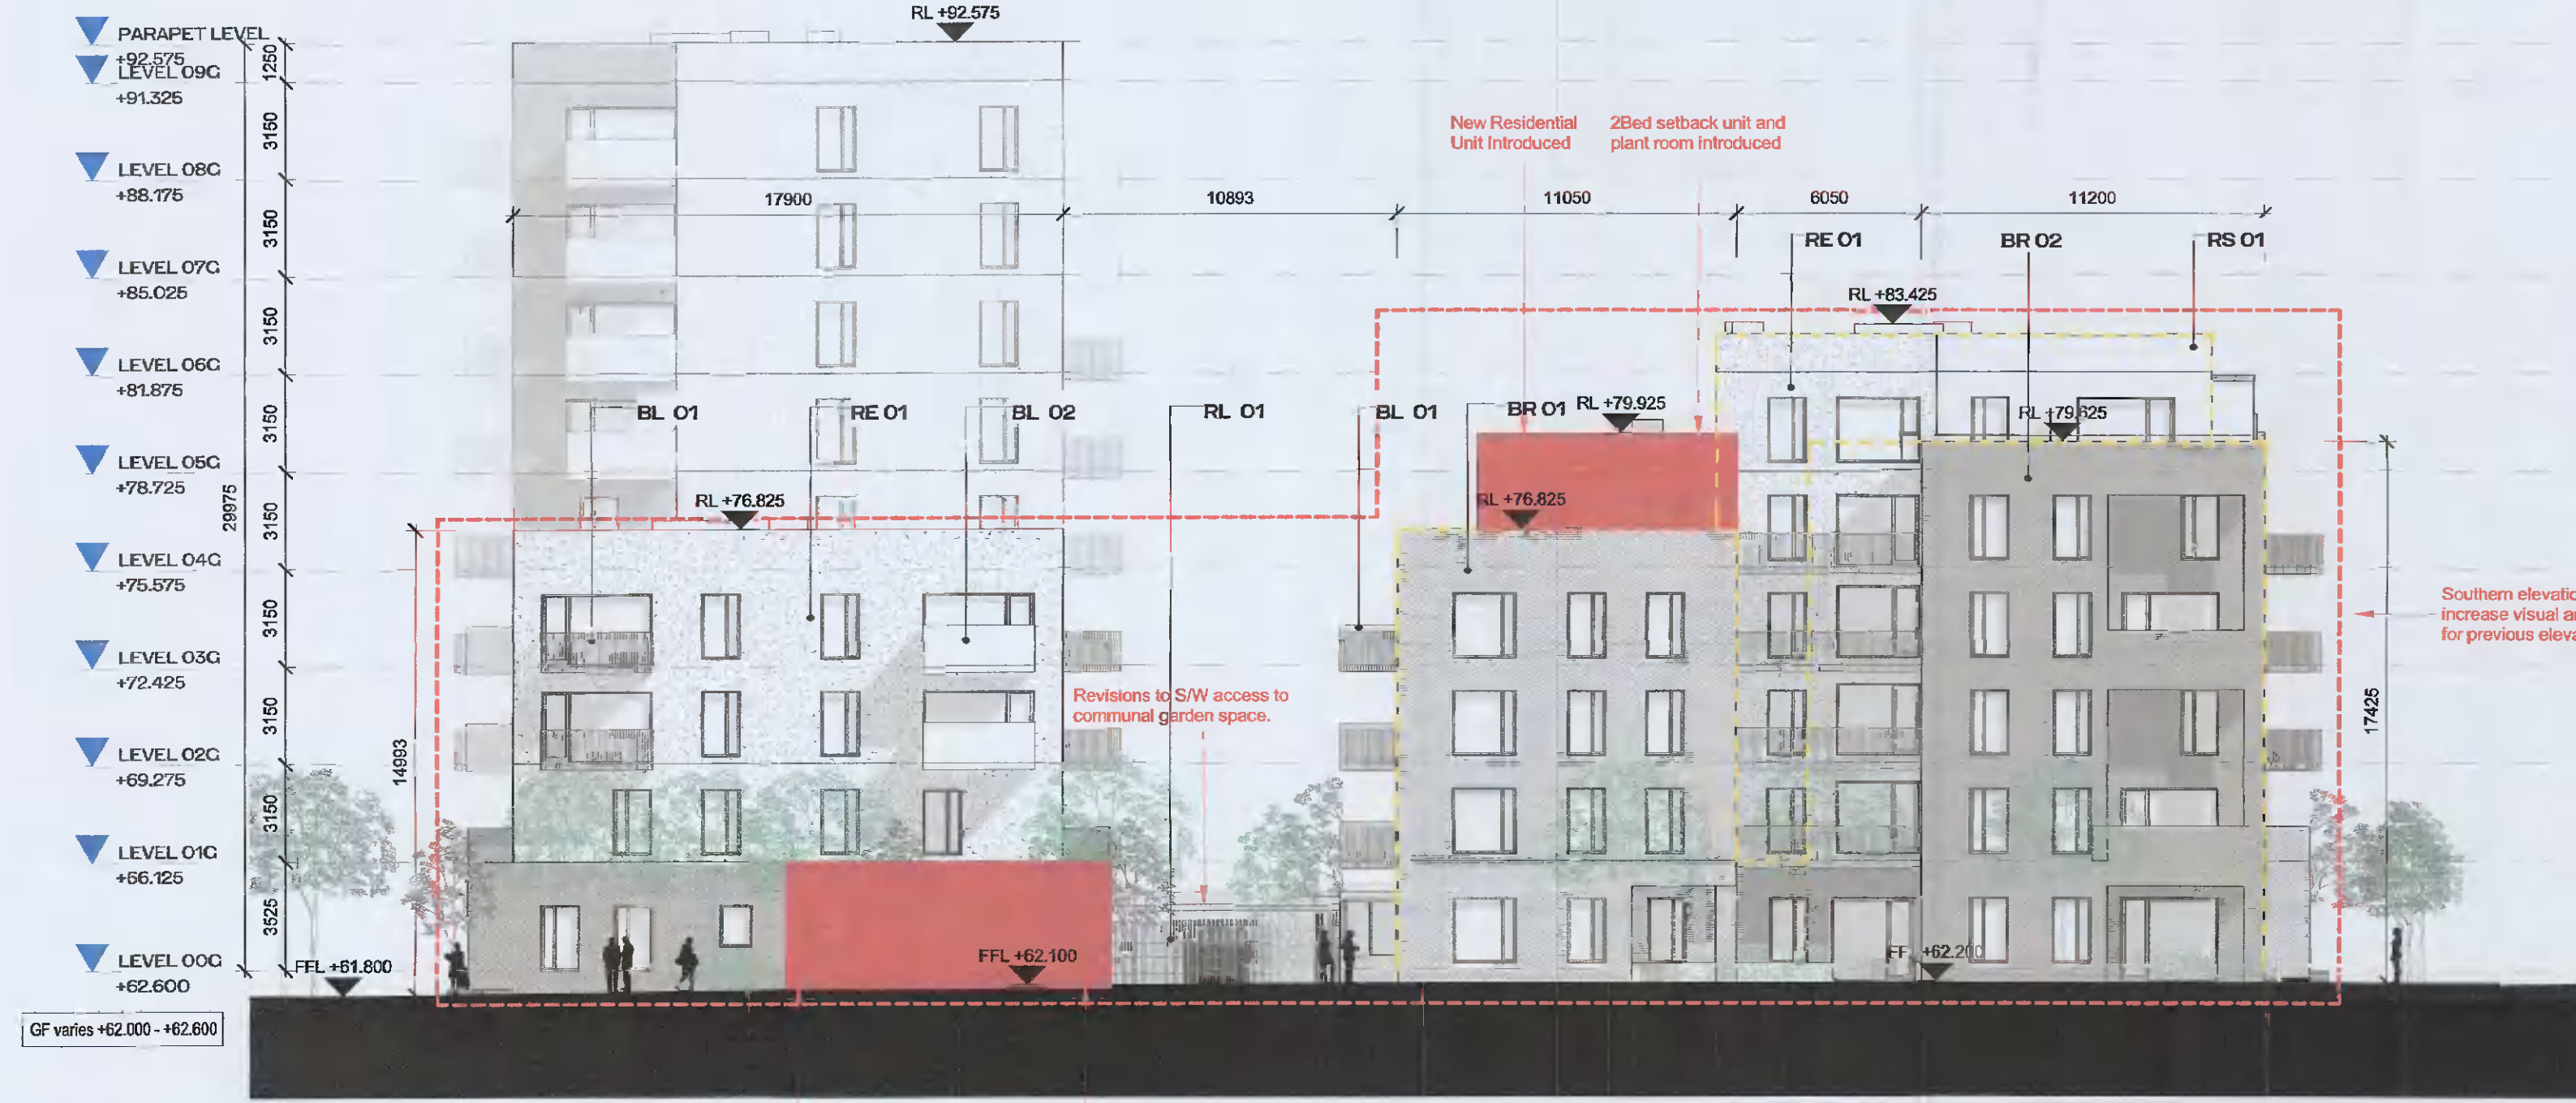 PARAPET LEVEL
+92.575
LEVEL 09G
+91.325
LEVEL 08G
+88.175
LEVEL 07G
+85.025
LEVEL 06G
+81.875
LEVEL 05G
+78.725
LEVEL 04G
+75.575
LEVEL 03G
+72.425
LEVEL 02G
+69.275
LEVEL 01G
+66.125
LEVEL 00G
+62.600
GF varies +62.000 - +62.600
29975
1250
3150
3150
3150
3150
3150
3150
3150
3150
3525
14993
FFL +61.800
RL +92.575
17900
10893
11050
6050
11200
New Residential
Unit Introduced
2Bed setback unit and
plant room introduced
RE 01
BR 02
RS 01
RL +83.425
BL 01
RE 01
BL 02
RL 01
BL 01
BR 01
RL +79.925
RL +79.625
RL +76.825
RL +76.825
Revisions to S/W access to
communal garden space.
Southern
increase visual
for previous
17425
FFL +62.100
+62.200